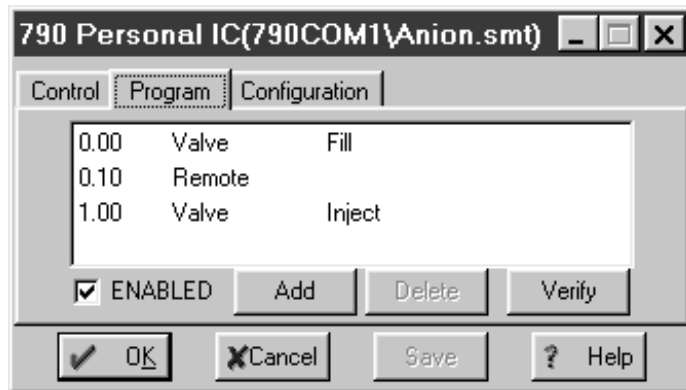 790 Personal IC(790COM1\Anion.smt)
Control Program Configuration
0.00 Valve Fill
0.10 Remote
1.00 Valve Inject
ENABLED Add Delete Verify
OK Cancel Save ? Help